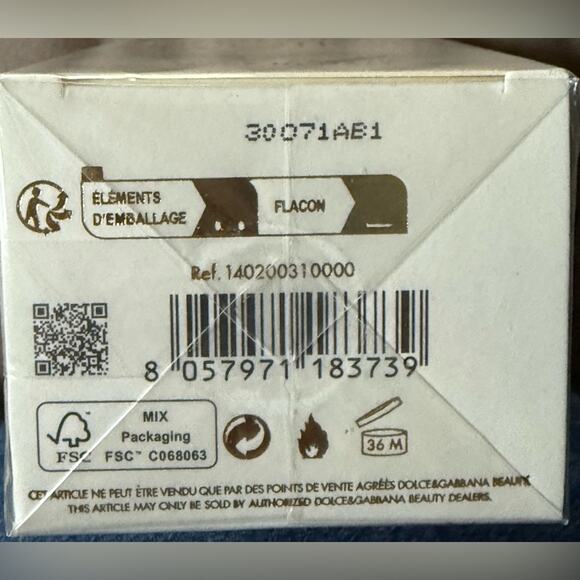 30071AB1
ÉLÉMENTS
D'EMBALLAGE
FLACON
Ref. 140200310000
8 057971 183739
MIX
Packaging
FSC FSC™ C068063
36 M
CET ARTICLE NE PEUT ÊTRE VENDU QUE PAR DES POINTS DE VENTE AGRÉÉS DOLCE&GABBANA BEAUTY.
THIS ARTICLE MAY ONLY BE SOLD BY AUTHORIZED DOLCE&GABBANA BEAUTY DEALERS.